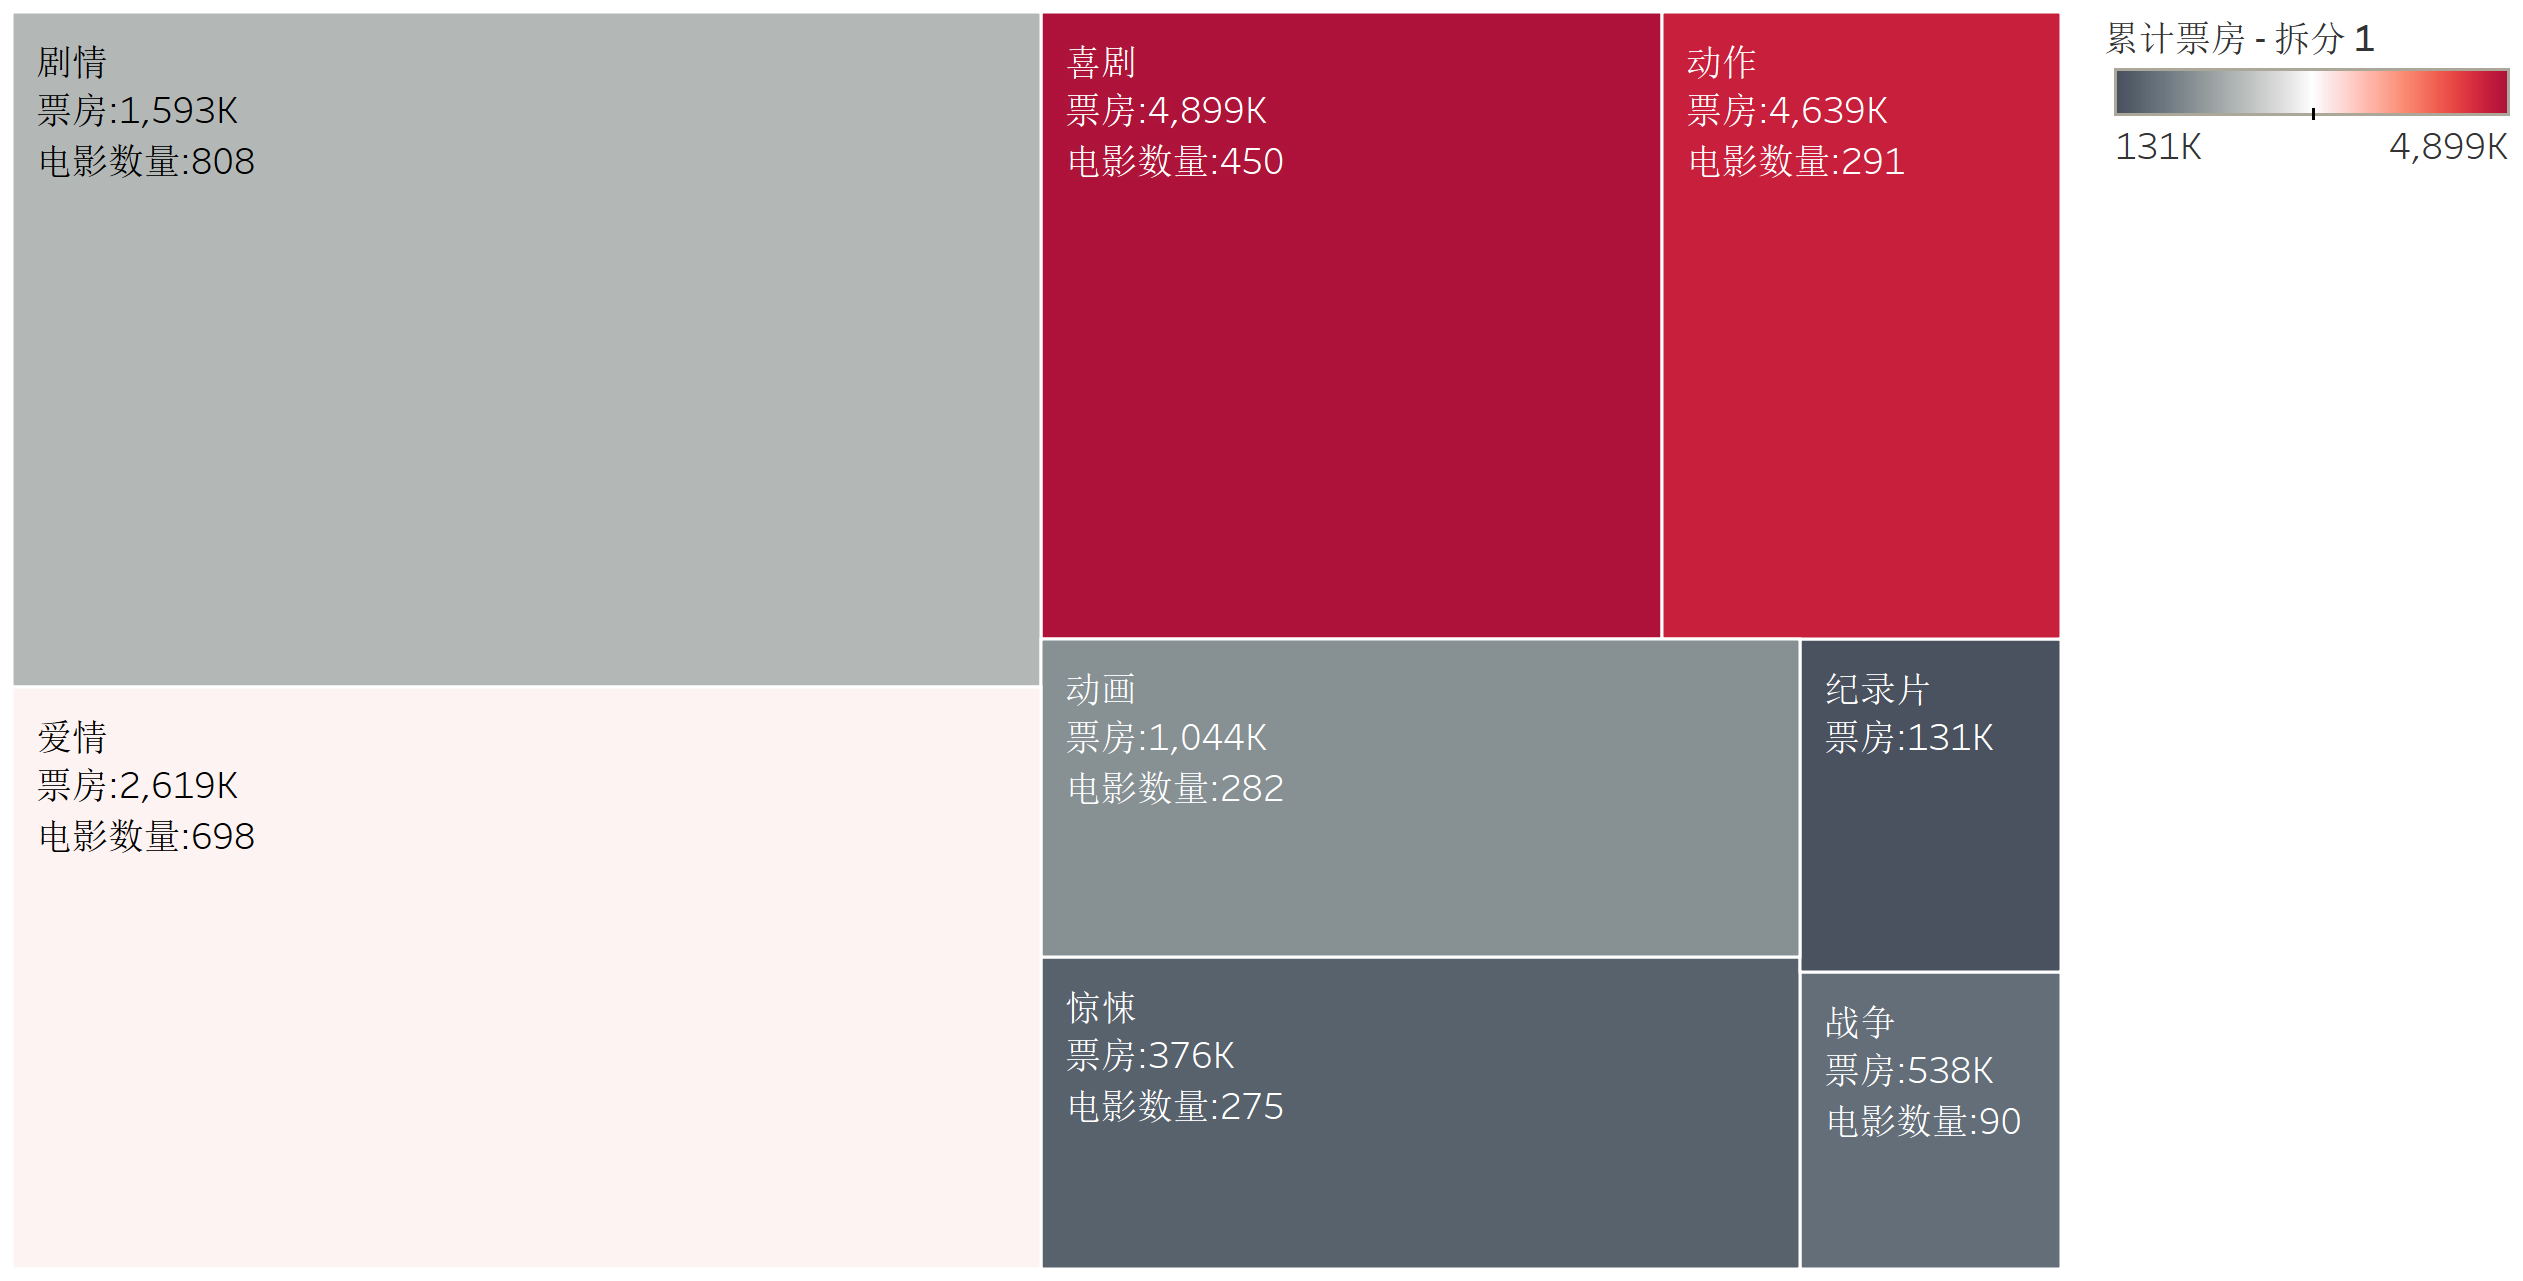 剧情
票房:1,593K
电影数量:808
喜剧
票房:4,899K
电影数量:450
动作
票房:4,639K
电影数量:291
爱情
票房:2,619K
电影数量:698
动画
票房:1,044K
电影数量:282
纪录片
票房:131K
惊悚
票房:376K
电影数量:275
战争
票房:538K
电影数量:90
累计票房 - 拆分 1
131K 4,899K